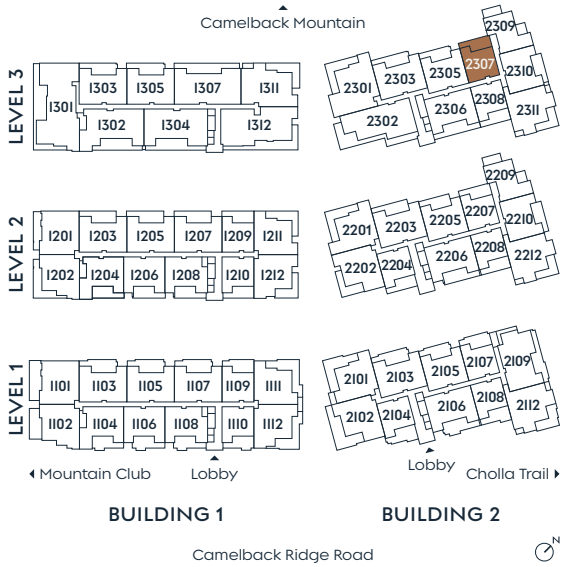 Camelback Mountain
LEVEL 3
1301 1303 1305 1307 1311
1302 1304 1312
2301 2303 2305 2307 2309 2310
2302 2306 2308 2311
LEVEL 2
1201 1203 1205 1207 1209 1211
1202 1204 1206 1208 1210 1212
2201 2203 2205 2207 2209 2210
2202 2204 2206 2208 2212
LEVEL 1
1101 1103 1105 1107 1109 1111
1102 1104 1106 1108 1110 1112
2101 2103 2105 2107 2109
2102 2104 2106 2108 2112
Mountain Club Lobby Lobby Cholla Trail
BUILDING 1 BUILDING 2
Camelback Ridge Road
N